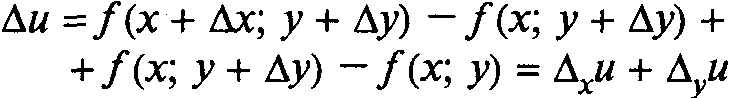 Δu = f(x + Δx; y + Δy) − f(x; y + Δy) +
+ f(x; y + Δy) − f(x; y) = Δₓu + Δᵧu